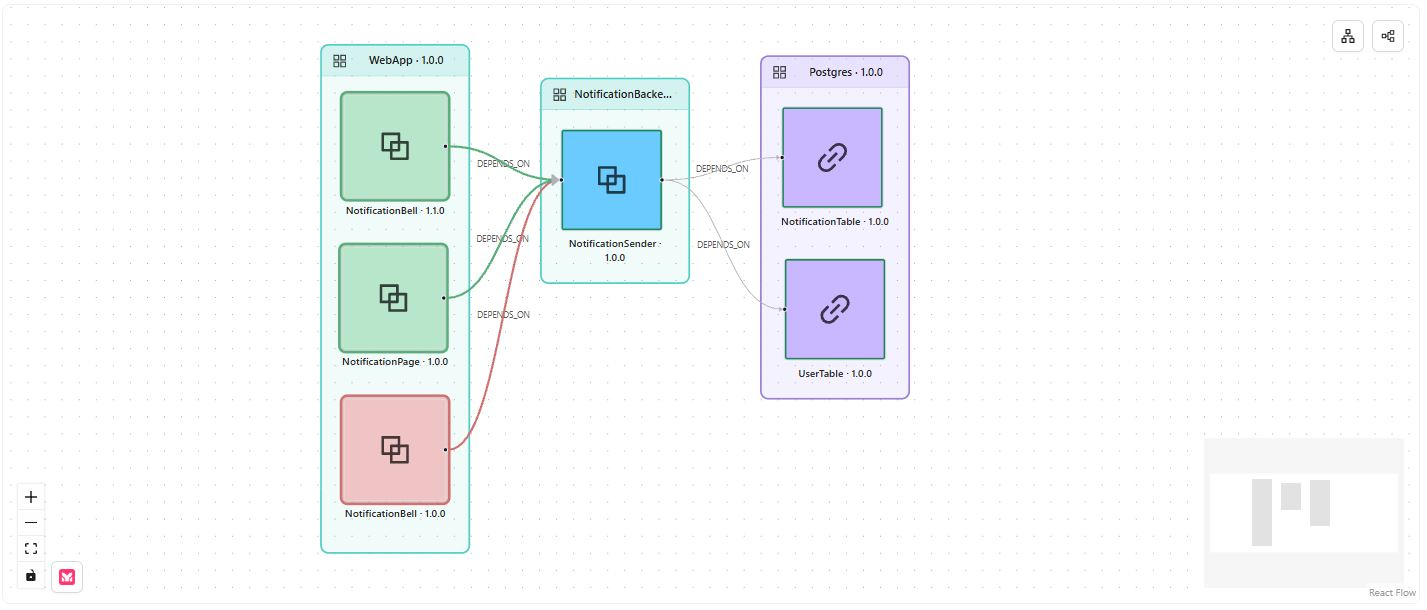 WebApp · 1.0.0
NotificationBell · 1.1.0
NotificationPage · 1.0.0
NotificationBell · 1.0.0
DEPENDS_ON
DEPENDS_ON
DEPENDS_ON
NotificationBacke...
NotificationSender ·
1.0.0
DEPENDS_ON
DEPENDS_ON
Postgres · 1.0.0
NotificationTable · 1.0.0
UserTable · 1.0.0
React Flow